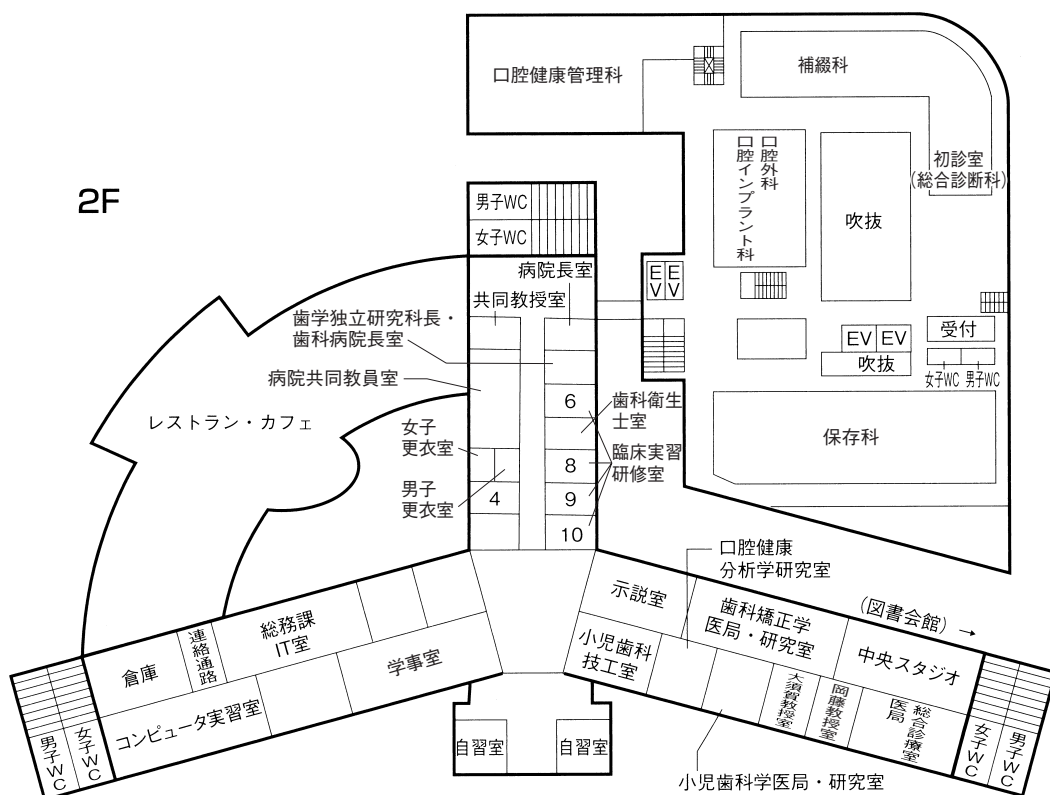 口腔健康管理科
補綴科
口腔外科
口腔インプラント科
初診室
(総合診断科)
吹抜
2F
男子WC
女子WC
病院長室
共同教授室
EV
EV
歯学独立研究科長・
歯科病院長室
病院共同教員室
受付
EV
EV
吹抜
女子WC
男子WC
6
歯科衛生
士室
レストラン・カフェ
女子
更衣室
臨床実習
研修室
8
保存科
男子
更衣室
4
9
10
口腔健康
分析学研究室
示説室
歯科矯正学
医局・研究室
(図書会館)→
総務課
IT室
連絡通路
倉庫
学事室
小児歯科
技工室
中央スタジオ
コンピュータ実習室
大須賀教授室
岡藤教授室
総合診療室
医局
男子WC
女子WC
自習室
自習室
女子WC
男子WC
小児歯科学医局・研究室